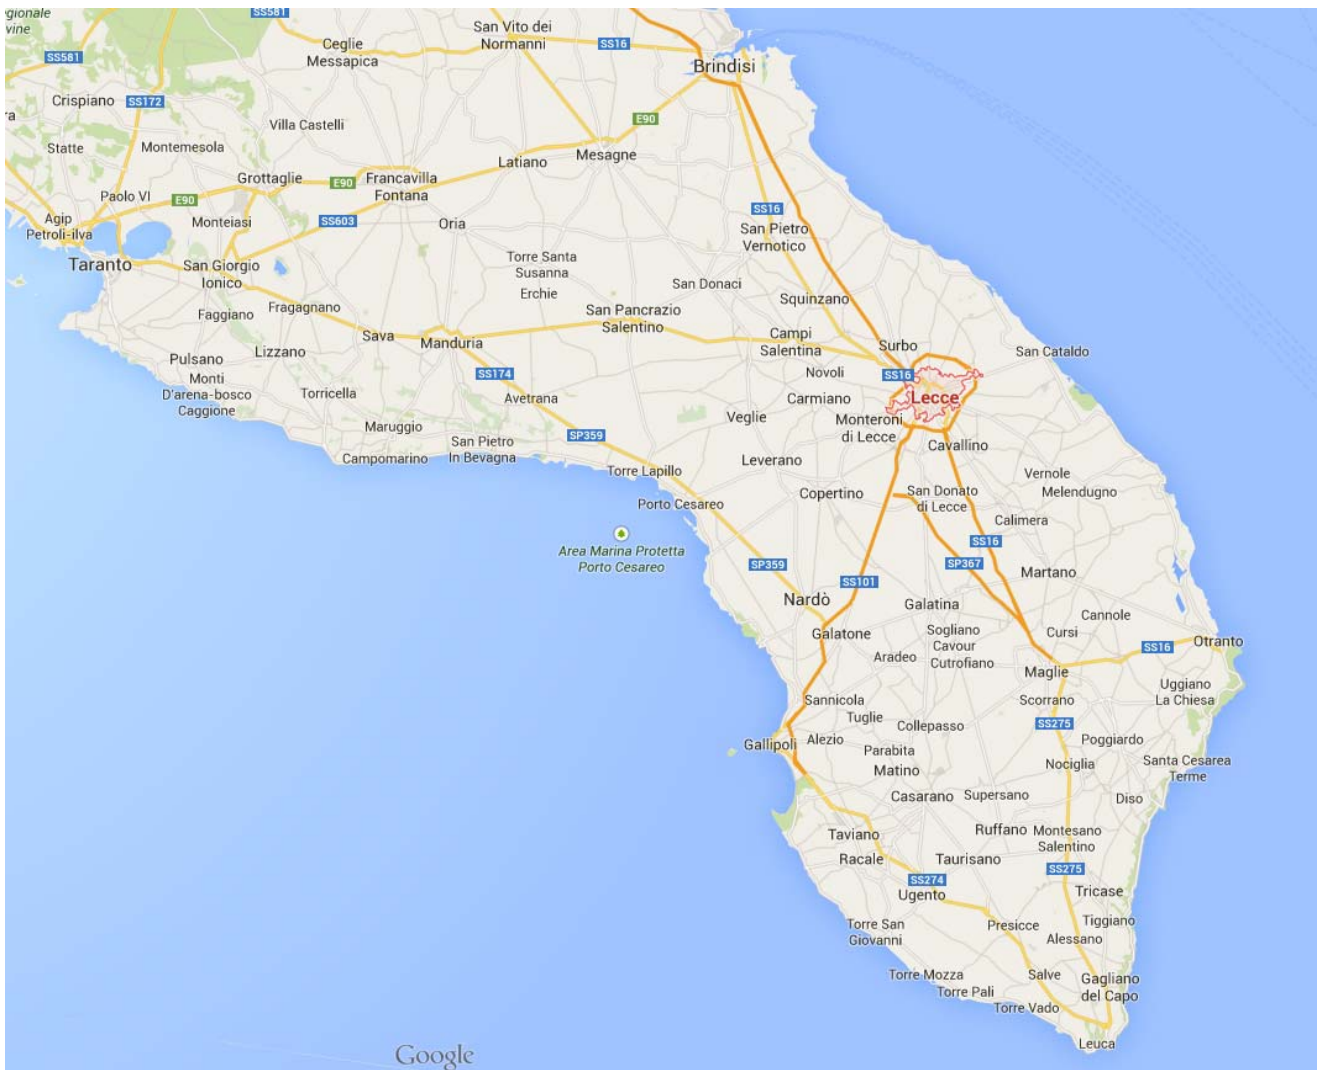 egionale
vine
SS581
San Vito dei
Normanni
Ceglie
Messapica
SS16
SS581
Brindisi
Crispiano
SS172
ra
E90
Villa Castelli
Statte
Montemesola
Mesagne
Latiano
Grottaglie
E90
Francavilla
Fontana
Paolo VI
E90
SS16
Agip
Petroli-ilva
Monteiasi
SS603
Oria
San Pietro
Vernotico
Taranto
San Giorgio
Ionico
Torre Santa
Susanna
San Donaci
Erchie
Squinzano
Fragagnano
Faggiano
San Pancrazio
Salentino
Sava
Manduria
Campi
Salentina
Surbo
San Cataldo
Lizzano
Pulsano
SS174
Novoli
SS16
Monti
D'arena-bosco
Caggione
Torricella
Avetrana
Carmiano
Lecce
Veglie
Maruggio
SP359
Monteroni
di Lecce
San Pietro
In Bevagna
Cavallino
Campomarino
Leverano
Torre Lapillo
Vernole
Copertino
San Donato
di Lecce
Melendugno
Porto Cesareo
Calimera
SS16
Area Marina Protetta
Porto Cesareo
SP359
SP367
SS101
Martano
Nardò
Galatina
Cannole
Galatone
Sogliano
Cavour
Cursi
Otranto
SS16
Aradeo
Cutrofiano
Maglie
Uggiano
La Chiesa
Sannicola
Scorrano
Tuglie
Collepasso
SS275
Gallipoli
Alezio
Parabita
Poggiardo
Matino
Nociglia
Santa Cesarea
Terme
Casarano
Supersano
Diso
Taviano
Ruffano
Montesano
Salentino
Racale
Taurisano
SS275
SS274
Ugento
Tricase
Torre San
Giovanni
Presicce
Tiggiano
Alessano
Torre Mozza
Salve
Gagliano
del Capo
Torre Pali
Torre Vado
Leuca
Google